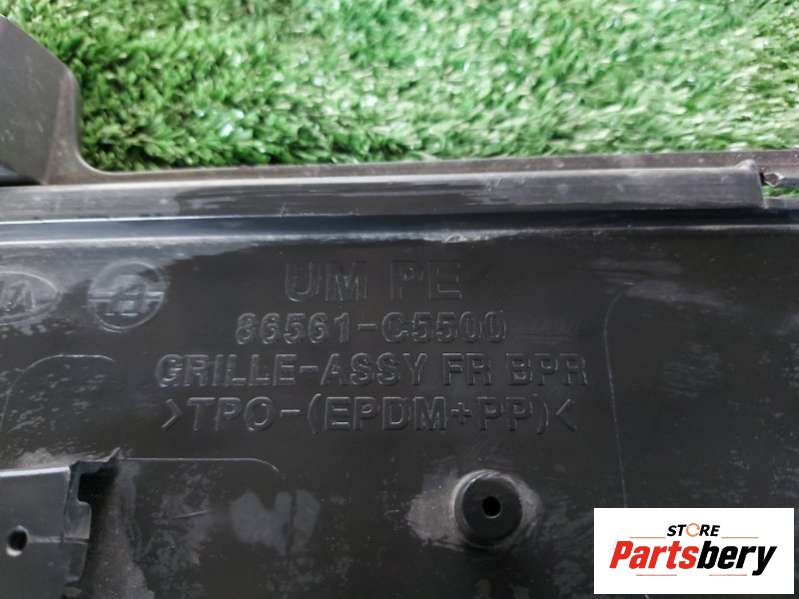 UM PE
86561-C5500
GRILLE-ASSY FR BPR
>TPO-(EPDM+PP)<
STORE
Partsbery